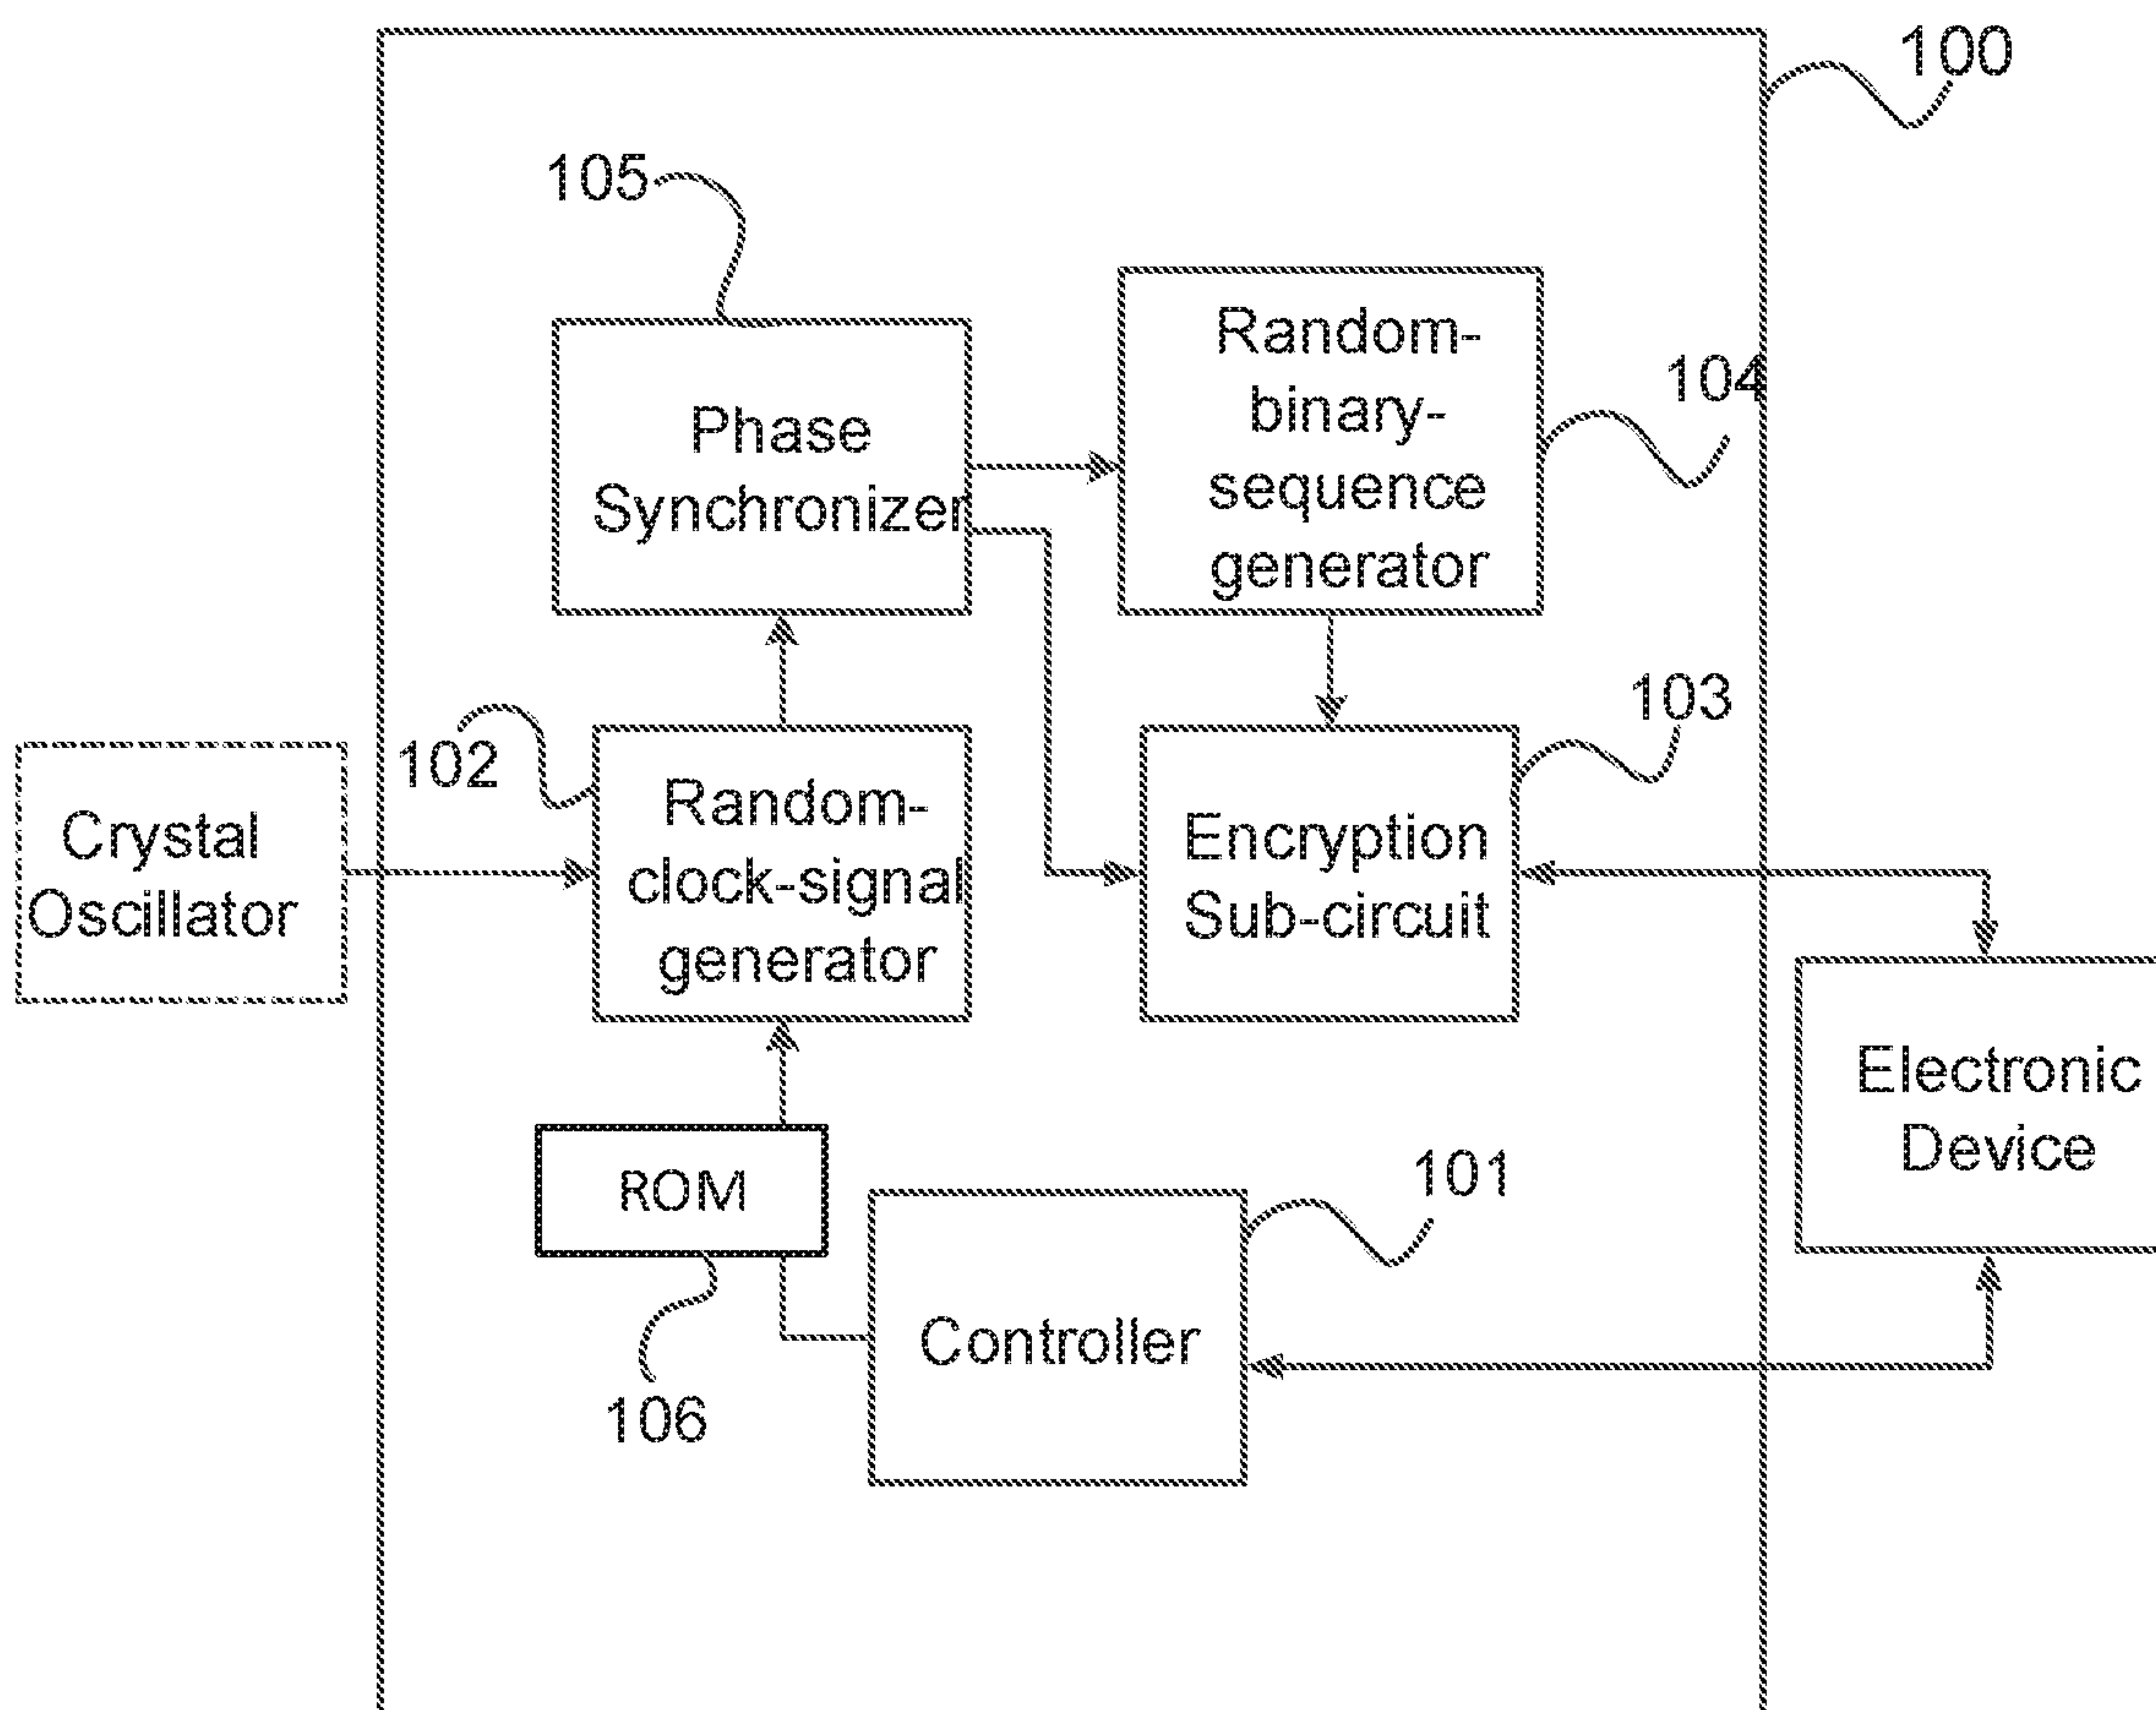 100
105
Random-
binary-
sequence
generator
104
Phase
Synchronizer
103
102
Random-
clock-signal
generator
Crystal
Oscillator
Encryption
Sub-circuit
Electronic
Device
ROM
101
Controller
106